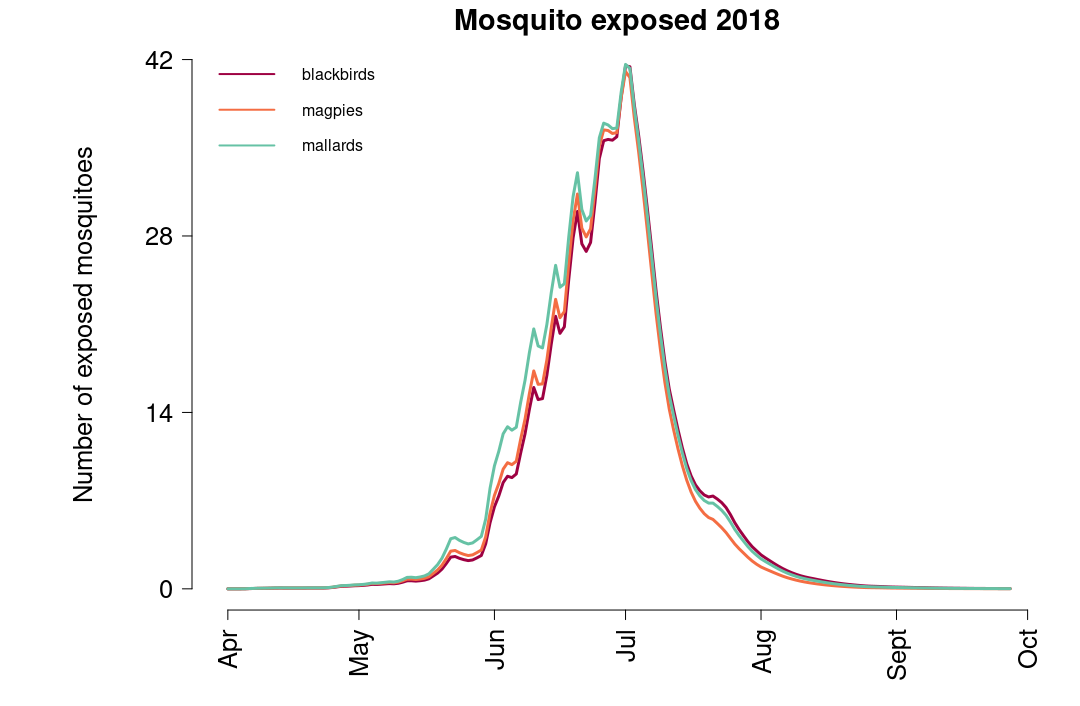 Mosquito exposed 2018
Number of exposed mosquitoes
42
28
14
0
blackbirds
magpies
mallards
Apr
May
Jun
Jul
Aug
Sept
Oct